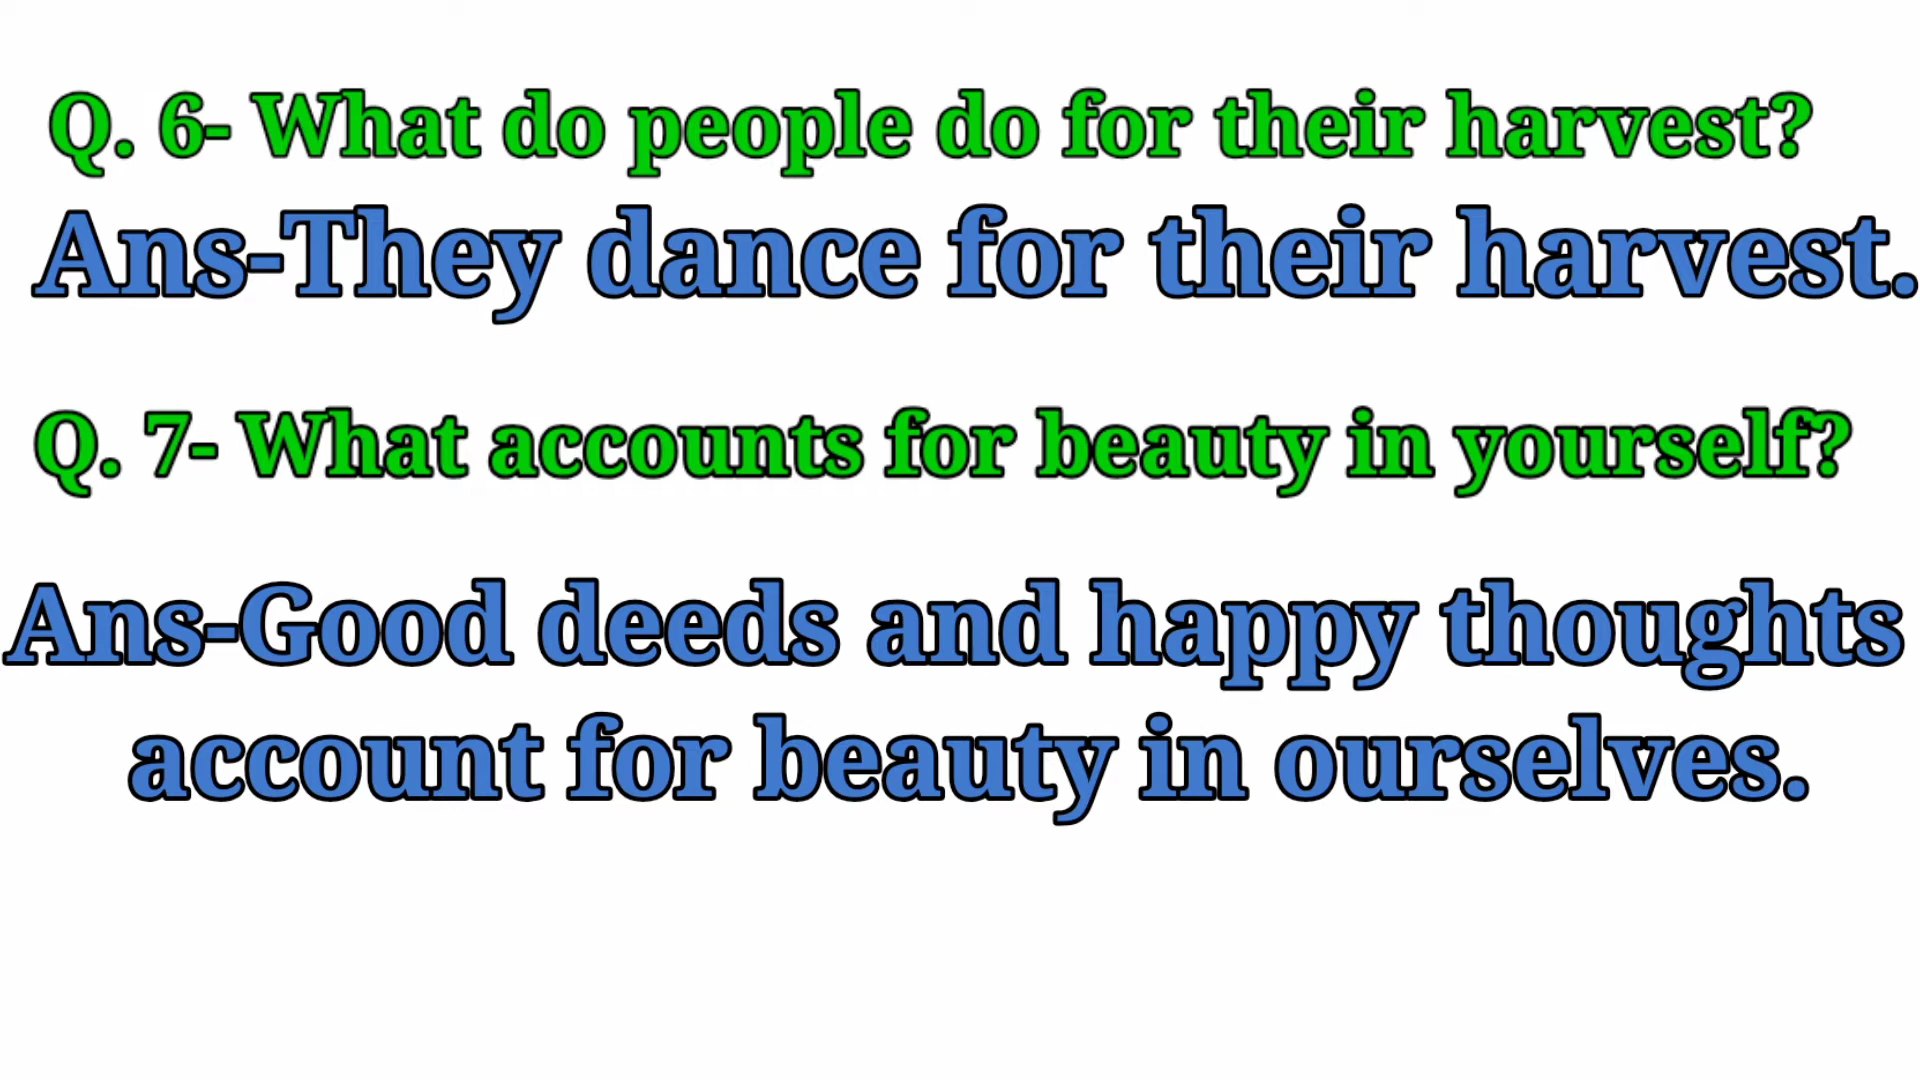 Q. 6- What do people do for their harvest?
Ans-They dance for their harvest.
Q. 7- What accounts for beauty in yourself?
Ans-Good deeds and happy thoughts
account for beauty in ourselves.